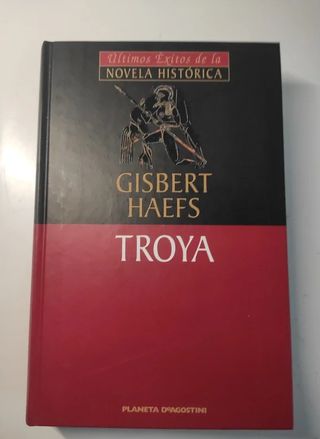 Últimos Éxitos de la
NOVELA HISTÓRICA
GISBERT
HAEFS
TROYA
PLANETA DEAGOSTINI